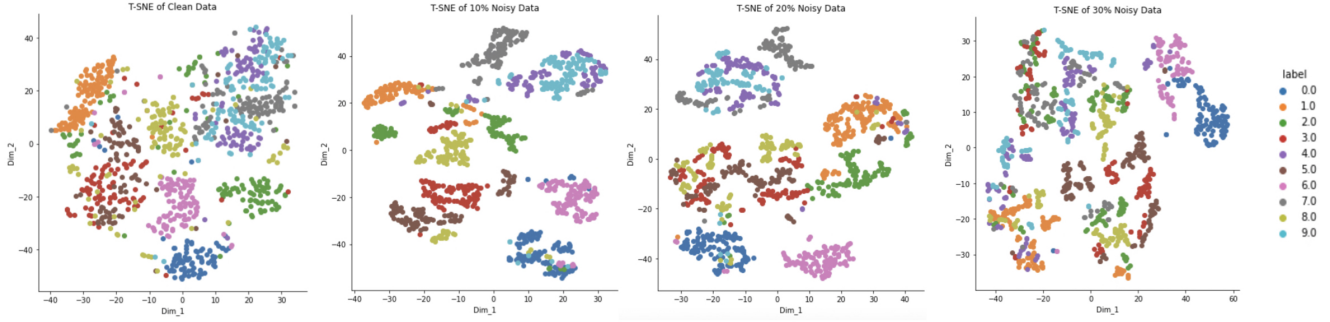 T-SNE of Clean Data
Dim_2
40
20
0
−20
−40
−40 −30 −20 −10 0 10 20 30
Dim_1
T-SNE of 10% Noisy Data
Dim_2
40
20
0
−20
−40
−40 −30 −20 −10 0 10 20 30
Dim_1
T-SNE of 20% Noisy Data
Dim_2
40
20
0
−20
−40
−30 −20 −10 0 10 20 30 40
Dim_1
T-SNE of 30% Noisy Data
Dim_2
30
20
10
0
−10
−20
−30
−40 −20 0 20 40 60
Dim_1
label
0.0
1.0
2.0
3.0
4.0
5.0
6.0
7.0
8.0
9.0